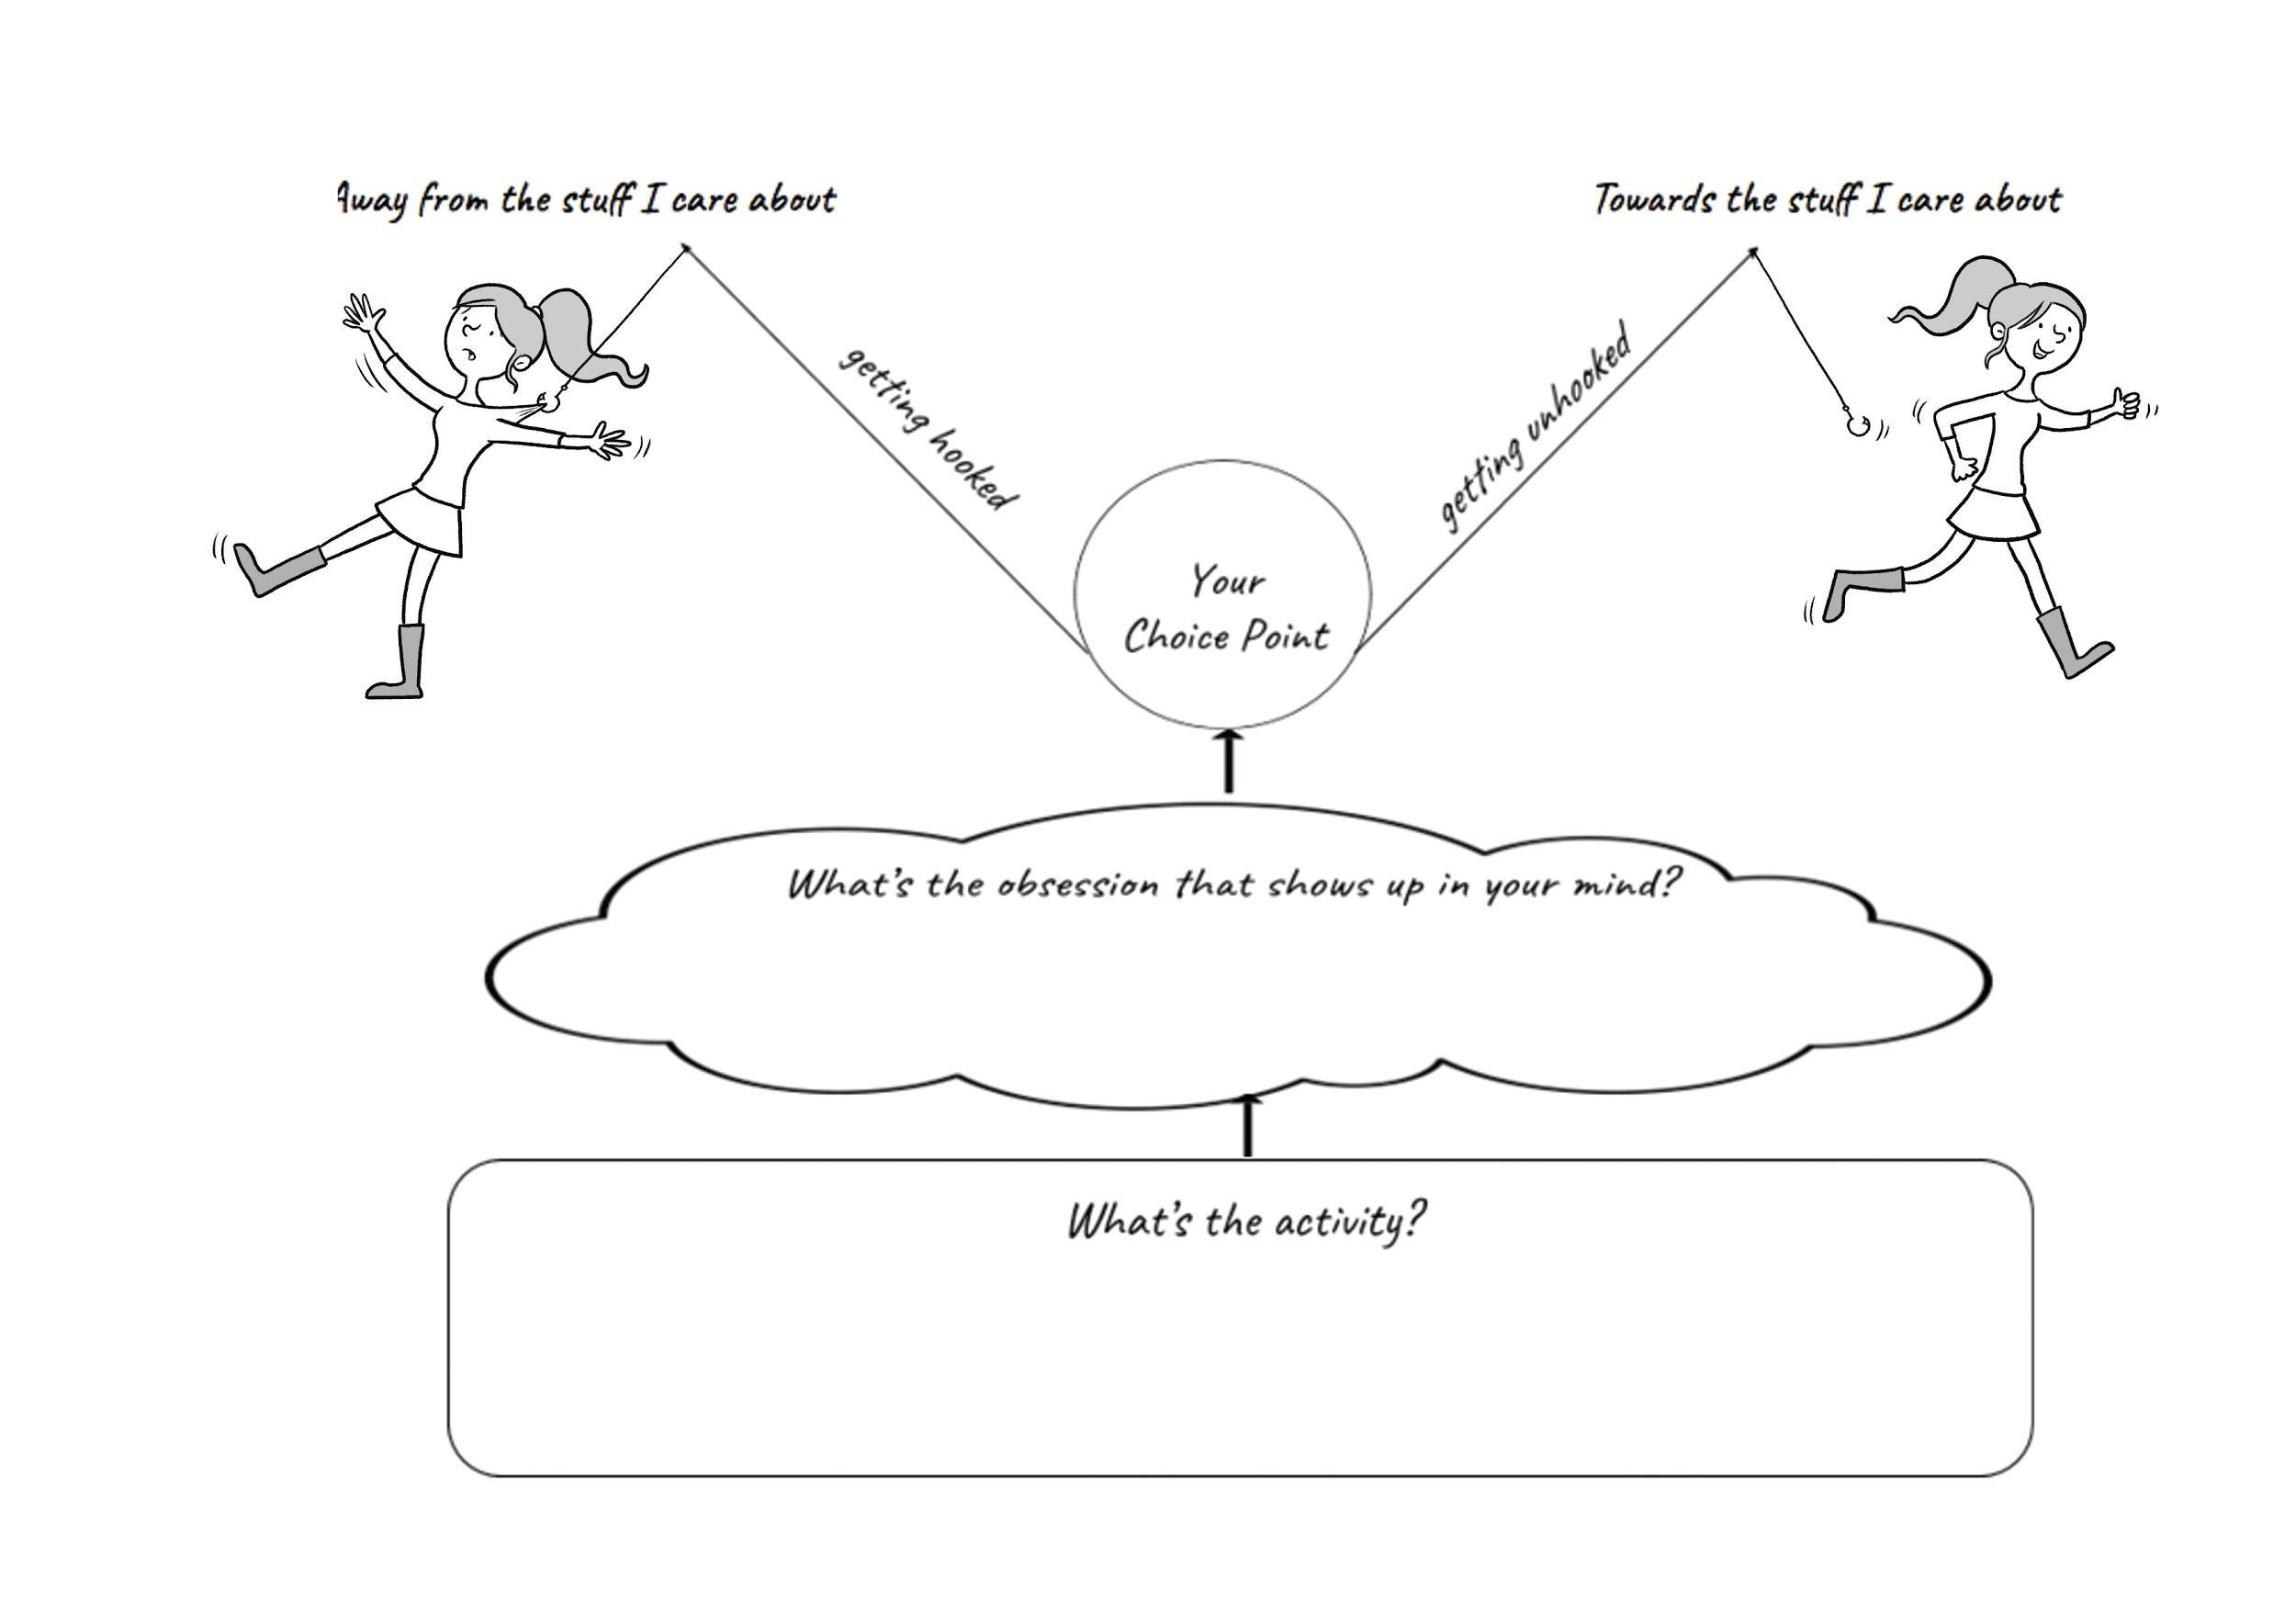 Away from the stuff I care about
Towards the stuff I care about
getting hooked
getting unhooked
Your
Choice Point
What's the obsession that shows up in your mind?
What's the activity?